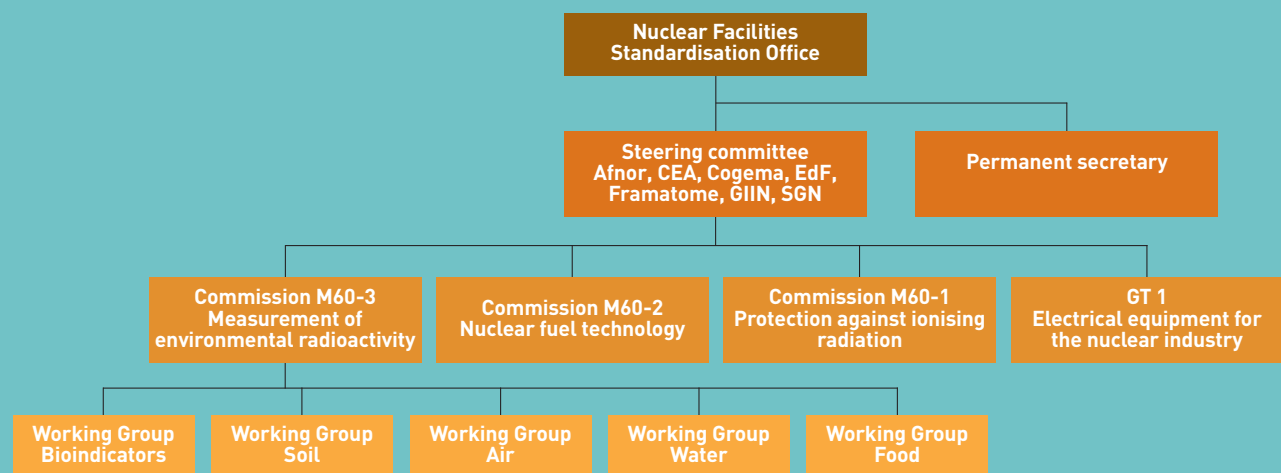 Nuclear Facilities
Standardisation Office
Steering committee
Afnor, CEA, Cogema, EdF,
Framatome, GIIN, SGN
Permanent secretary
Commission M60-3
Measurement of
environmental radioactivity
Commission M60-2
Nuclear fuel technology
Commission M60-1
Protection against ionising
radiation
GT 1
Electrical equipment for
the nuclear industry
Working Group
Bioindicators
Working Group
Soil
Working Group
Air
Working Group
Water
Working Group
Food